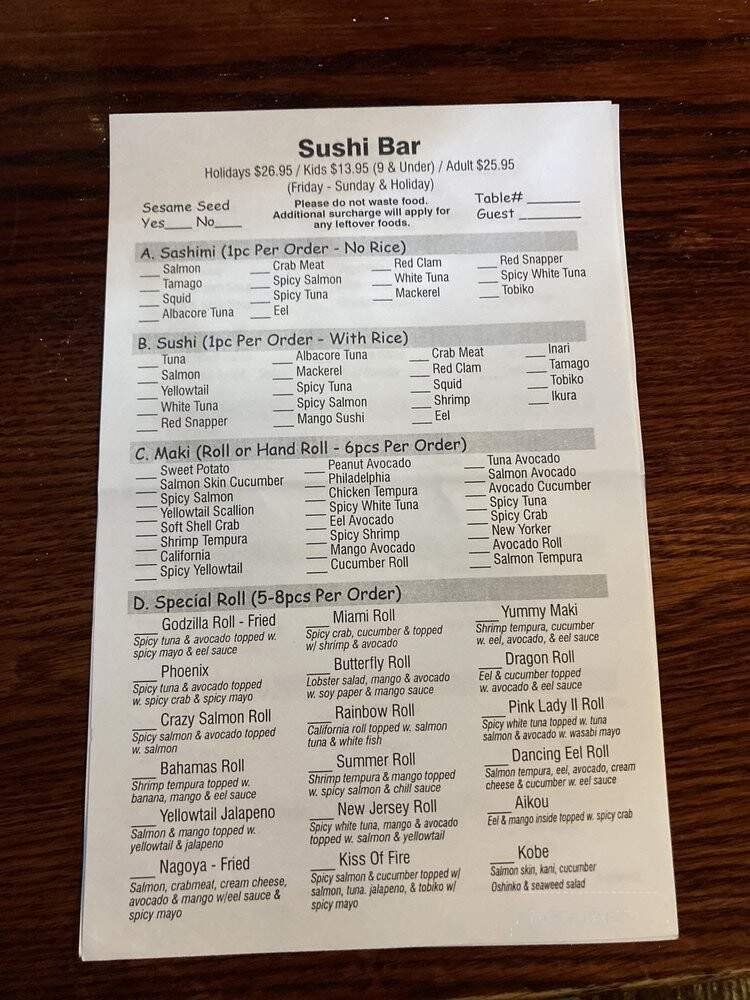 Sushi Bar
Holidays $26.95 / Kids $13.95 (9 & Under) / Adult $25.95
(Friday - Sunday & Holiday)
Sesame Seed
Yes____ No____
Please do not waste food.
Additional surcharge will apply for
any leftover foods.
Table# ______
Guest ______
A. Sashimi (1pc Per Order - No Rice)
___ Salmon
___ Tamago
___ Squid
___ Albacore Tuna
___ Crab Meat
___ Spicy Salmon
___ Spicy Tuna
___ Eel
___ Red Clam
___ White Tuna
___ Mackerel
___ Red Snapper
___ Spicy White Tuna
___ Tobiko
B. Sushi (1pc Per Order - With Rice)
___ Tuna
___ Salmon
___ Yellowtail
___ White Tuna
___ Red Snapper
___ Albacore Tuna
___ Mackerel
___ Spicy Tuna
___ Spicy Salmon
___ Mango Sushi
___ Crab Meat
___ Red Clam
___ Squid
___ Shrimp
___ Eel
___ Inari
___ Tamago
___ Tobiko
___ Ikura
C. Maki (Roll or Hand Roll - 6pcs Per Order)
___ Sweet Potato
___ Salmon Skin Cucumber
___ Spicy Salmon
___ Yellowtail Scallion
___ Soft Shell Crab
___ Shrimp Tempura
___ California
___ Spicy Yellowtail
___ Peanut Avocado
___ Philadelphia
___ Chicken Tempura
___ Spicy White Tuna
___ Eel Avocado
___ Spicy Shrimp
___ Mango Avocado
___ Cucumber Roll
___ Tuna Avocado
___ Salmon Avocado
___ Avocado Cucumber
___ Spicy Tuna
___ Spicy Crab
___ New Yorker
___ Avocado Roll
___ Salmon Tempura
D. Special Roll (5-8pcs Per Order)
___ Godzilla Roll - Fried
Spicy tuna & avocado topped w.
spicy mayo & eel sauce
___ Phoenix
Spicy tuna & avocado topped
w. spicy crab & spicy mayo
___ Crazy Salmon Roll
Spicy salmon & avocado topped
w. salmon
___ Bahamas Roll
Shrimp tempura topped w.
banana, mango & eel sauce
___ Yellowtail Jalapeno
Salmon & mango topped w.
yellowtail & jalapeno
___ Nagoya - Fried
Salmon, crabmeat, cream cheese,
avocado & mango w/eel sauce &
spicy mayo
___ Miami Roll
Spicy crab, cucumber & topped
w/ shrimp & avocado
___ Butterfly Roll
Lobster salad, mango & avocado
w. soy paper & mango sauce
___ Rainbow Roll
California roll topped w. salmon
tuna & white fish
___ Summer Roll
Shrimp tempura & mango topped
w. spicy salmon & chill sauce
___ New Jersey Roll
Spicy white tuna, mango & avocado
topped w. salmon & yellowtail
___ Kiss Of Fire
Spicy salmon & cucumber topped w/
salmon, tuna. jalapeno, & tobiko w/
spicy mayo
___ Yummy Maki
Shrimp tempura, cucumber
w. eel, avocado, & eel sauce
___ Dragon Roll
Eel & cucumber topped
w. avocado & eel sauce
___ Pink Lady II Roll
Spicy white tuna topped w. tuna
salmon & avocado w. wasabi mayo
___ Dancing Eel Roll
Salmon tempura, eel, avocado, cream
cheese & cucumber w. eel sauce
___ Aikou
Eel & mango inside topped w. spicy crab
___ Kobe
Salmon skin, kani, cucumber
Oshinko & seaweed salad